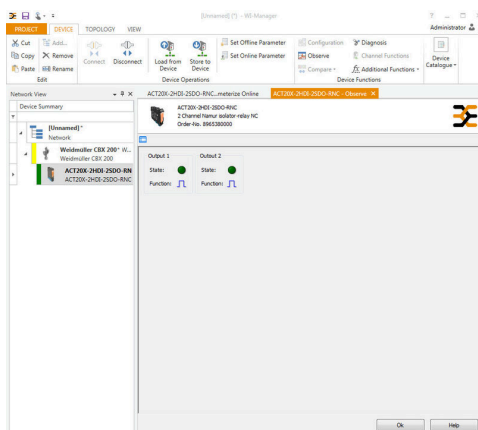 [Unnamed] (*) - WI-Manager
PROJECT DEVICE TOPOLOGY VIEW
Administrator
Cut Add...
Copy Remove
Paste Rename
Edit
Connect Disconnect
Load from Device
Store to Device
Device Operations
Set Offline Parameter
Set Online Parameter
Configuration Diagnosis
Observe Channel Functions
Compare Additional Functions
Device Functions
Device Catalogue
Network View
Device Summary
[Unnamed]*
Network
Weidmüller CBX 200* W...
Weidmüller CBX 200
ACT20X-2HDI-2SDO-RN
ACT20X-2HDI-2SDO-RNC
ACT20X-2HDI-2SDO-RNC...meterize Online
ACT20X-2HDI-2SDO-RNC - Observe
ACT20X-2HDI-2SDO-RNC
2 Channel Namur isolator-relay NC
Order-No. 8965380000
Output 1 Output 2
State: State:
Function: Function:
Ok Help